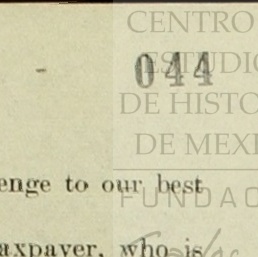 CENTRO
- 044
ESTUDIO
DE HISTO
DE MEXI
enge to our best
FUNDAC
axpayer, who is